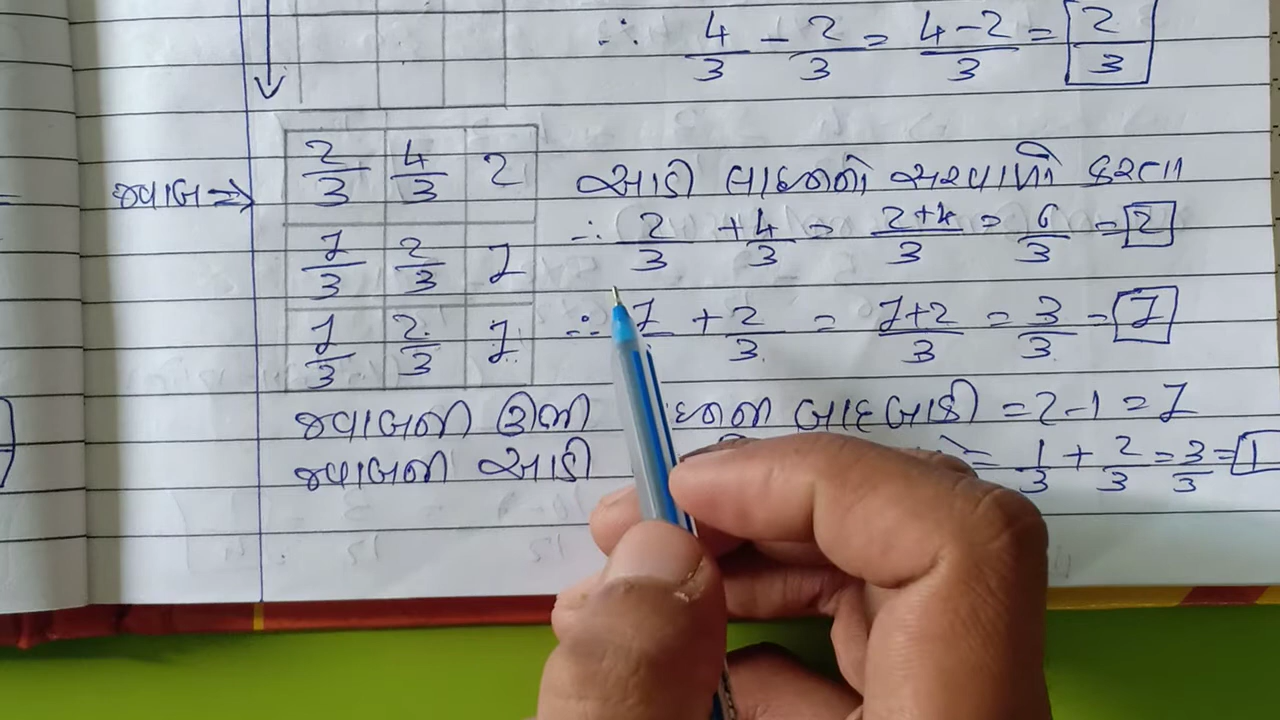 ∴ 4/3 - 2/3 = 4-2/3 = 2/3
જવાબ ⇒ 2/3 4/3 2
આડી લાઇનનો સરવાળો કરતા
∴ 2/3 + 4/3 = 2+4/3 = 6/3 = 2
1/3 2/3 1
1/3 2/3 1
∴ 1 + 2/3 = 1+2/3 = 3/3 = 1
જવાબની ઊભી બાદબાકી = 2-1 = 1
જવાબની આડી = 1/3 + 2/3 = 3/3 = 1